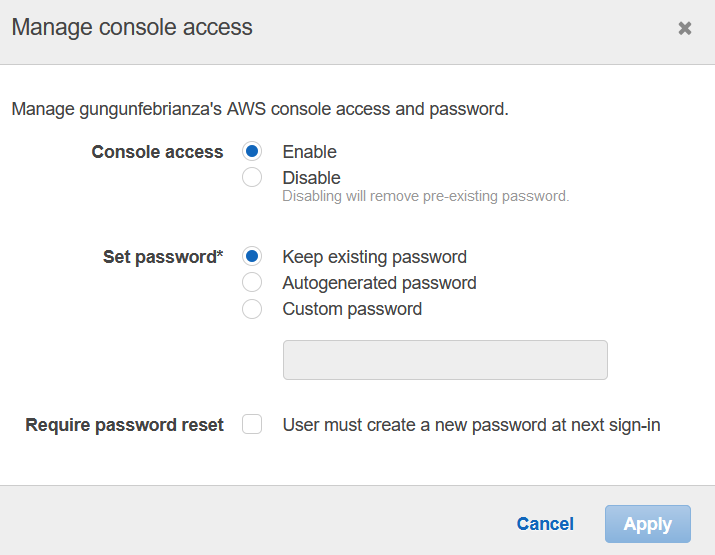 Manage console access
Manage gungunfebrianza's AWS console access and password.
Console access Enable
Disable
Disabling will remove pre-existing password.
Set password* Keep existing password
Autogenerated password
Custom password
Require password reset User must create a new password at next sign-in
Cancel Apply